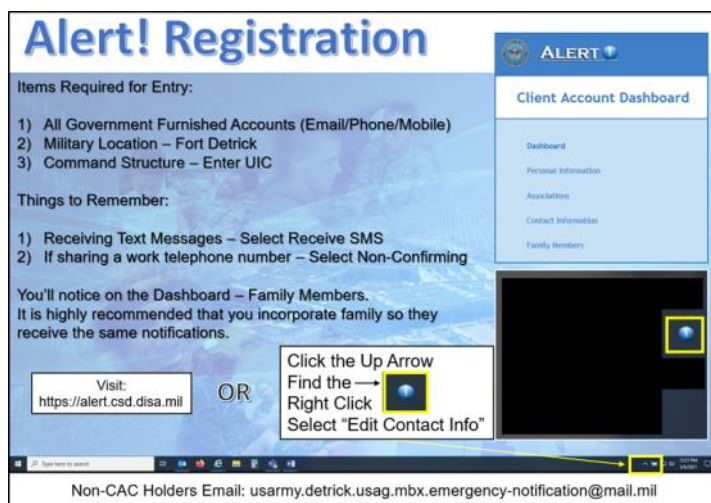 Alert! Registration
Items Required for Entry:
1) All Government Furnished Accounts (Email/Phone/Mobile)
2) Military Location – Fort Detrick
3) Command Structure – Enter UIC
Things to Remember:
1) Receiving Text Messages – Select Receive SMS
2) If sharing a work telephone number – Select Non-Confirming
You'll notice on the Dashboard – Family Members.
It is highly recommended that you incorporate family so they
receive the same notifications.
Visit:
https://alert.csd.disa.mil
OR
Click the Up Arrow
Find the
Right Click
Select "Edit Contact Info"
ALERT!
Client Account Dashboard
Dashboard
Personal Information
Associations
Contact Information
Family Members
Type here to search
Non-CAC Holders Email: usarmy.detrick.usag.mbx.emergency-notification@mail.mil